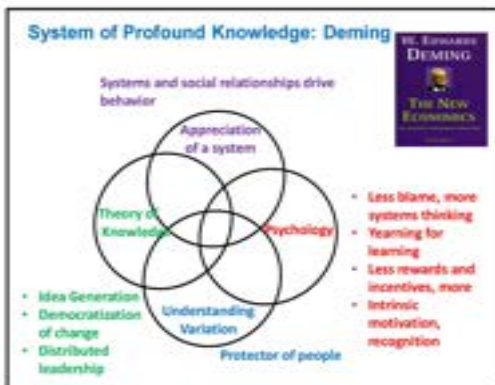 System of Profound Knowledge: Deming
W. EDWARDS
DEMING
THE NEW
ECONOMICS
Systems and social relationships drive
behavior
Appreciation
of a system
Theory of
Knowledge
Psychology
• Less blame, more
systems thinking
• Yearning for
learning
• Less rewards and
incentives, more
• Intrinsic
motivation,
recognition
• Idea Generation
• Democratization
of change
• Distributed
leadership
Understanding
Variation
Protector of people